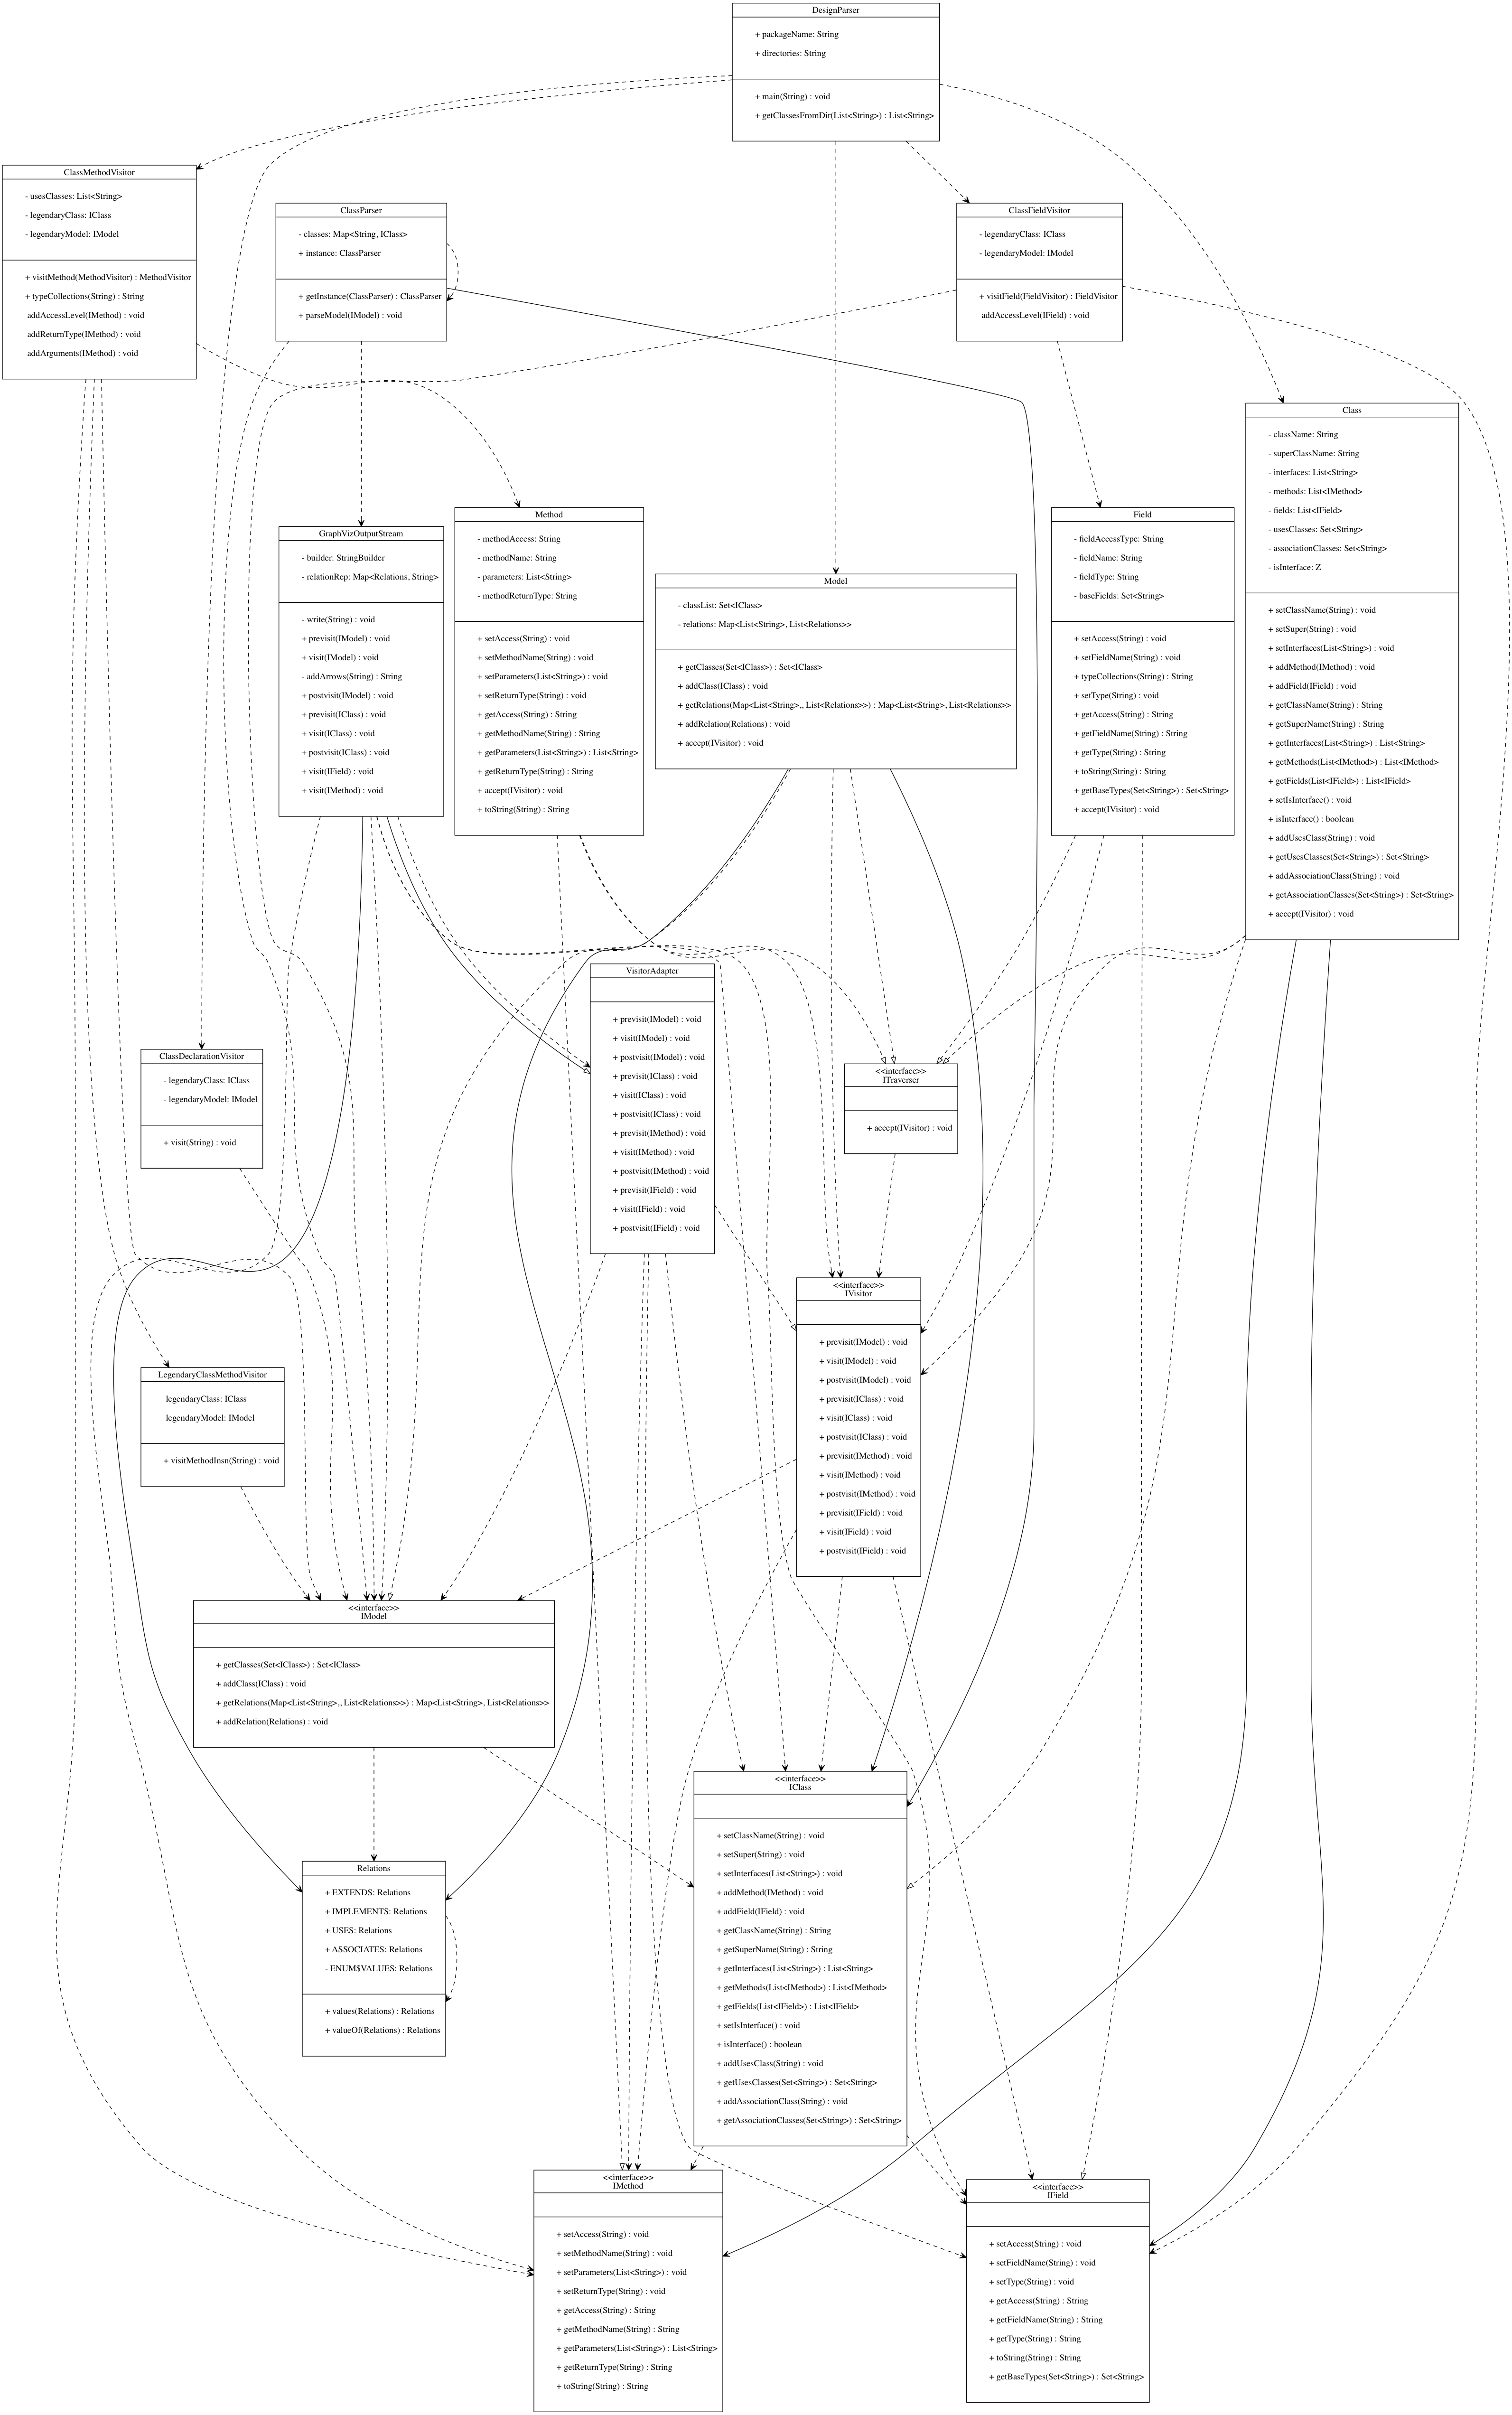 DesignParser
+ packageName: String
+ directories: String
+ main(String) : void
+ getClassesFromDir(List<String>) : List<String>
ClassMethodVisitor
- usesClasses: List<String>
- legendaryClass: IClass
- legendaryModel: IModel
+ visitMethod(MethodVisitor) : MethodVisitor
+ typeCollections(String) : String
addAccessLevel(IMethod) : void
addReturnType(IMethod) : void
addArguments(IMethod) : void
ClassParser
- classes: Map<String, IClass>
+ instance: ClassParser
+ getInstance(ClassParser) : ClassParser
+ parseModel(IModel) : void
ClassFieldVisitor
- legendaryClass: IClass
- legendaryModel: IModel
+ visitField(FieldVisitor) : FieldVisitor
addAccessLevel(IField) : void
Class
- className: String
- superClassName: String
- interfaces: List<String>
- methods: List<IMethod>
- fields: List<IField>
- usesClasses: Set<String>
- associationClasses: Set<String>
- isInterface: Z
+ setClassName(String) : void
+ setSuper(String) : void
+ setInterfaces(List<String>) : void
+ addMethod(IMethod) : void
+ addField(IField) : void
+ getClassName(String) : String
+ getSuperName(String) : String
+ getInterfaces(List<String>) : List<String>
+ getMethods(List<IMethod>) : List<IMethod>
+ getFields(List<IField>) : List<IField>
+ setIsInterface() : void
+ isInterface() : boolean
+ addUsesClass(String) : void
+ getUsesClasses(Set<String>) : Set<String>
+ addAssociationClass(String) : void
+ getAssociationClasses(Set<String>) : Set<String>
+ accept(IVisitor) : void
GraphVizOutputStream
- builder: StringBuilder
- relationRep: Map<Relations, String>
- write(String) : void
+ previsit(IModel) : void
+ visit(IModel) : void
- addArrows(String) : String
+ postvisit(IModel) : void
+ previsit(IClass) : void
+ visit(IClass) : void
+ postvisit(IClass) : void
+ visit(IField) : void
+ visit(IMethod) : void
Method
- methodAccess: String
- methodName: String
- parameters: List<String>
- methodReturnType: String
+ setAccess(String) : void
+ setMethodName(String) : void
+ setParameters(List<String>) : void
+ setReturnType(String) : void
+ getAccess(String) : String
+ getMethodName(String) : String
+ getParameters(List<String>) : List<String>
+ getReturnType(String) : String
+ accept(IVisitor) : void
+ toString(String) : String
Model
- classList: Set<IClass>
- relations: Map<List<String>, List<Relations>>
+ getClasses(Set<IClass>) : Set<IClass>
+ addClass(IClass) : void
+ getRelations(Map<List<String>,, List<Relations>>) : Map<List<String>, List<Relations>>
+ addRelation(Relations) : void
+ accept(IVisitor) : void
Field
- fieldAccessType: String
- fieldName: String
- fieldType: String
- baseFields: Set<String>
+ setAccess(String) : void
+ setFieldName(String) : void
+ typeCollections(String) : String
+ setType(String) : void
+ getAccess(String) : String
+ getFieldName(String) : String
+ getType(String) : String
+ toString(String) : String
+ getBaseTypes(Set<String>) : Set<String>
+ accept(IVisitor) : void
VisitorAdapter
+ previsit(IModel) : void
+ visit(IModel) : void
+ postvisit(IModel) : void
+ previsit(IClass) : void
+ visit(IClass) : void
+ postvisit(IClass) : void
+ previsit(IMethod) : void
+ visit(IMethod) : void
+ postvisit(IMethod) : void
+ previsit(IField) : void
+ visit(IField) : void
+ postvisit(IField) : void
ClassDeclarationVisitor
- legendaryClass: IClass
- legendaryModel: IModel
+ visit(String) : void
<<interface>>
ITraverser
+ accept(IVisitor) : void
<<interface>>
IVisitor
+ previsit(IModel) : void
+ visit(IModel) : void
+ postvisit(IModel) : void
+ previsit(IClass) : void
+ visit(IClass) : void
+ postvisit(IClass) : void
+ previsit(IMethod) : void
+ visit(IMethod) : void
+ postvisit(IMethod) : void
+ previsit(IField) : void
+ visit(IField) : void
+ postvisit(IField) : void
LegendaryClassMethodVisitor
legendaryClass: IClass
legendaryModel: IModel
+ visitMethodInsn(String) : void
<<interface>>
IModel
+ getClasses(Set<IClass>) : Set<IClass>
+ addClass(IClass) : void
+ getRelations(Map<List<String>,, List<Relations>>) : Map<List<String>, List<Relations>>
+ addRelation(Relations) : void
<<interface>>
IClass
+ setClassName(String) : void
+ setSuper(String) : void
+ setInterfaces(List<String>) : void
+ addMethod(IMethod) : void
+ addField(IField) : void
+ getClassName(String) : String
+ getSuperName(String) : String
+ getInterfaces(List<String>) : List<String>
+ getMethods(List<IMethod>) : List<IMethod>
+ getFields(List<IField>) : List<IField>
+ setIsInterface() : void
+ isInterface() : boolean
+ addUsesClass(String) : void
+ getUsesClasses(Set<String>) : Set<String>
+ addAssociationClass(String) : void
+ getAssociationClasses(Set<String>) : Set<String>
Relations
+ EXTENDS: Relations
+ IMPLEMENTS: Relations
+ USES: Relations
+ ASSOCIATES: Relations
- ENUM$VALUES: Relations
+ values(Relations) : Relations
+ valueOf(Relations) : Relations
<<interface>>
IMethod
+ setAccess(String) : void
+ setMethodName(String) : void
+ setParameters(List<String>) : void
+ setReturnType(String) : void
+ getAccess(String) : String
+ getMethodName(String) : String
+ getParameters(List<String>) : List<String>
+ getReturnType(String) : String
+ toString(String) : String
<<interface>>
IField
+ setAccess(String) : void
+ setFieldName(String) : void
+ setType(String) : void
+ getAccess(String) : String
+ getFieldName(String) : String
+ getType(String) : String
+ toString(String) : String
+ getBaseTypes(Set<String>) : Set<String>